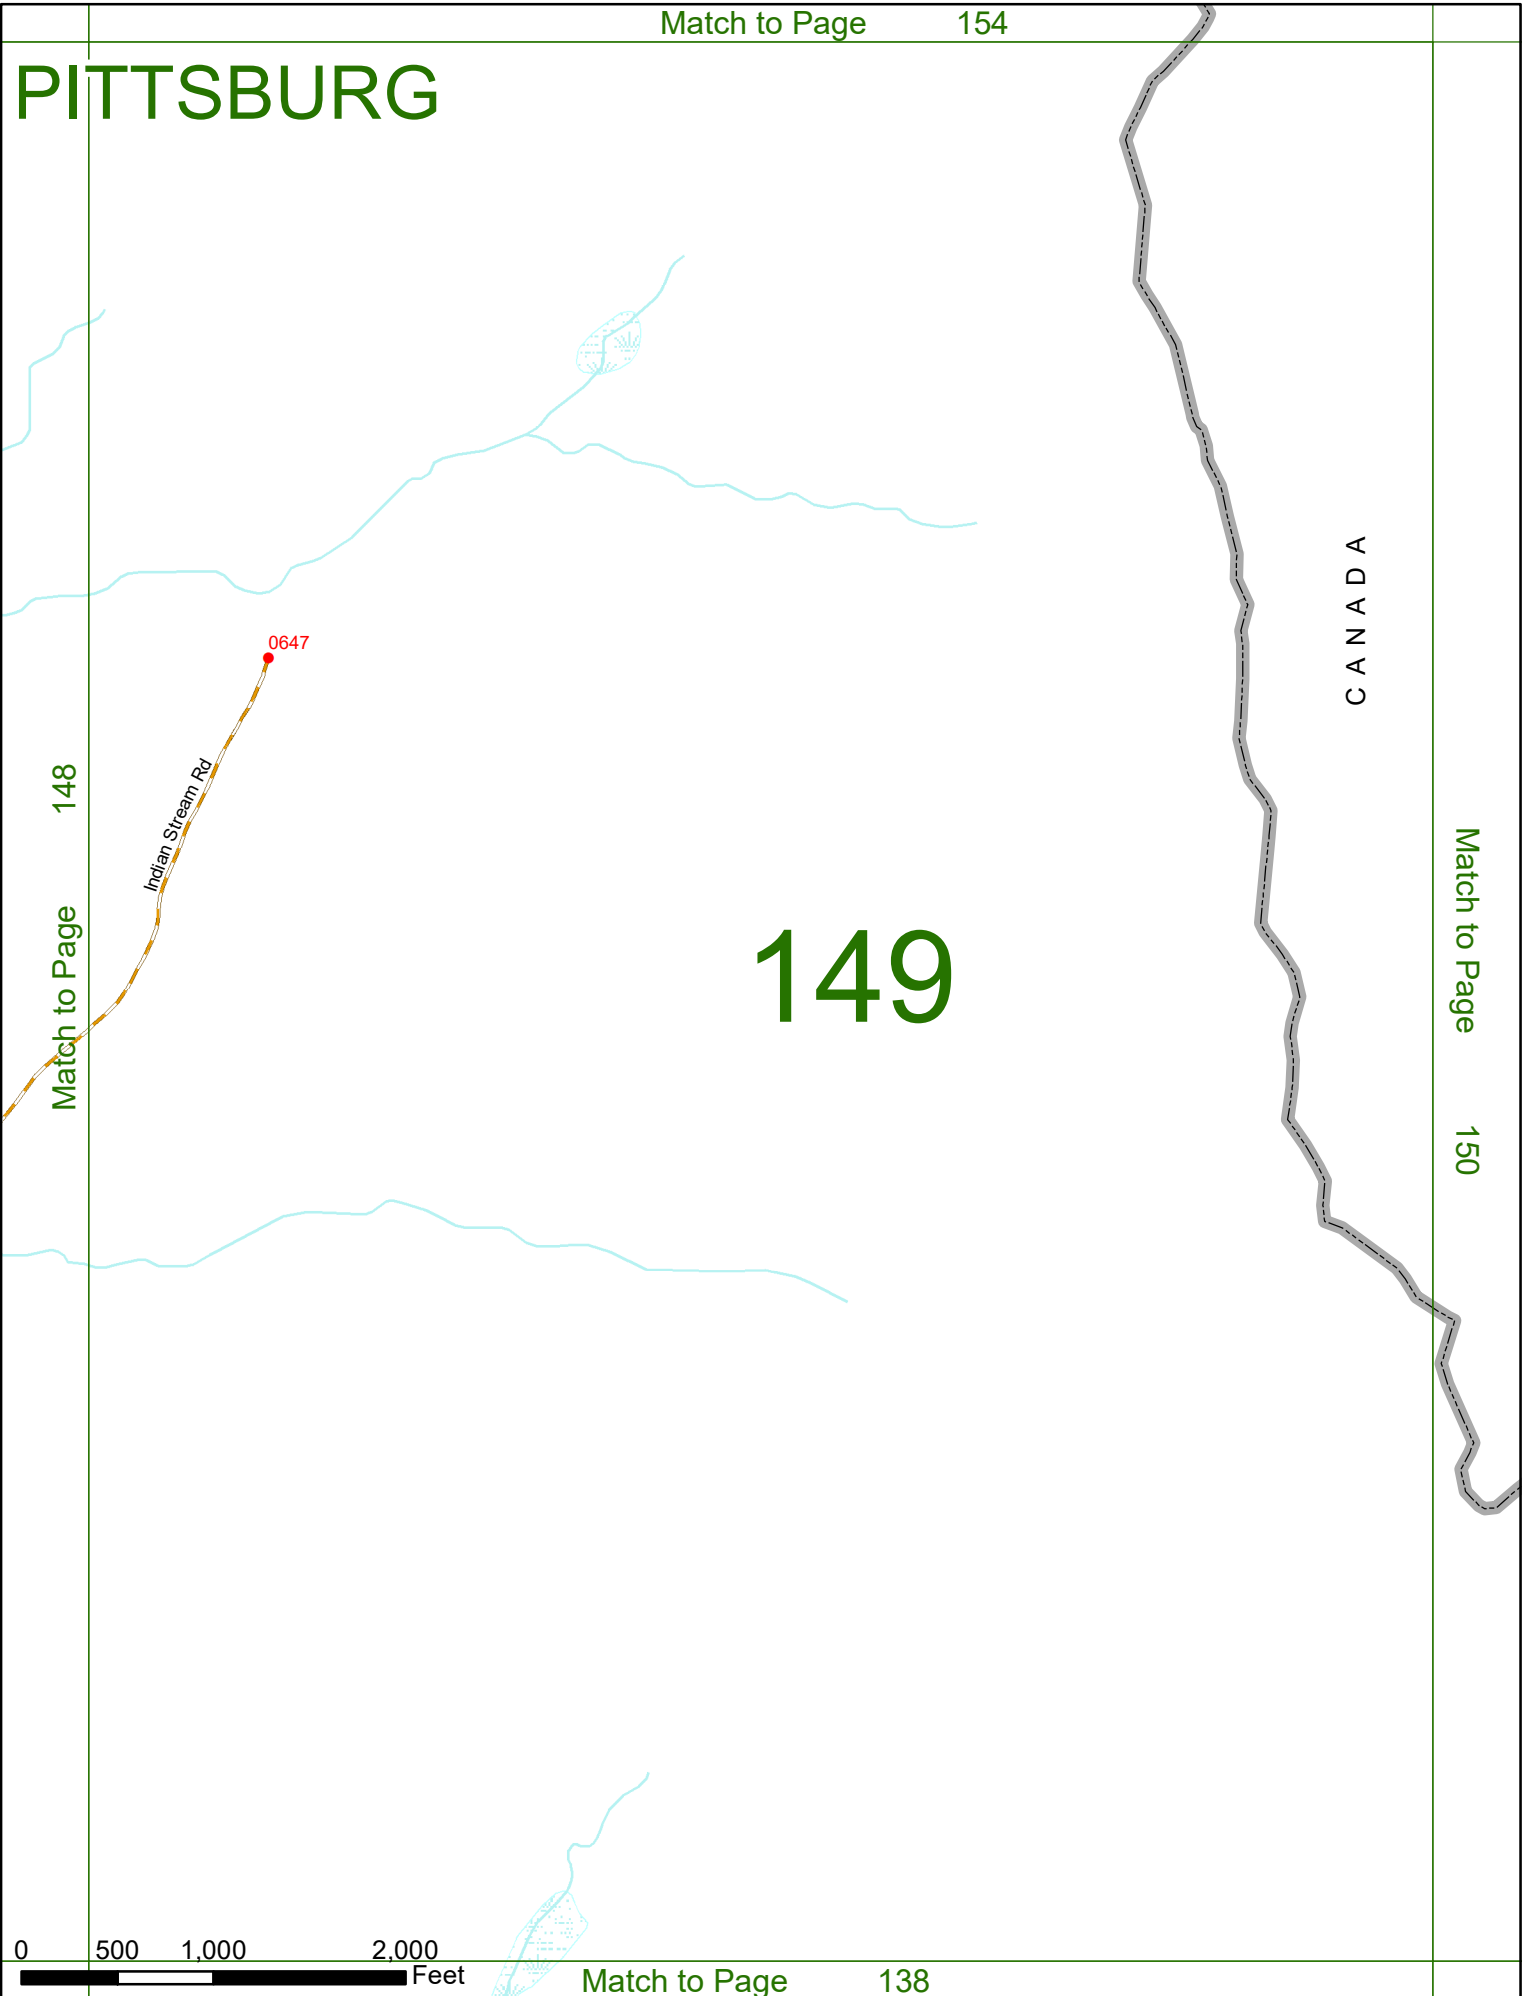 Match to Page 154
PITTSBURG
CANADA
0647
Indian Stream Rd
Match to Page 148
149
Match to Page 150
0 500 1,000 2,000
Feet
Match to Page 138